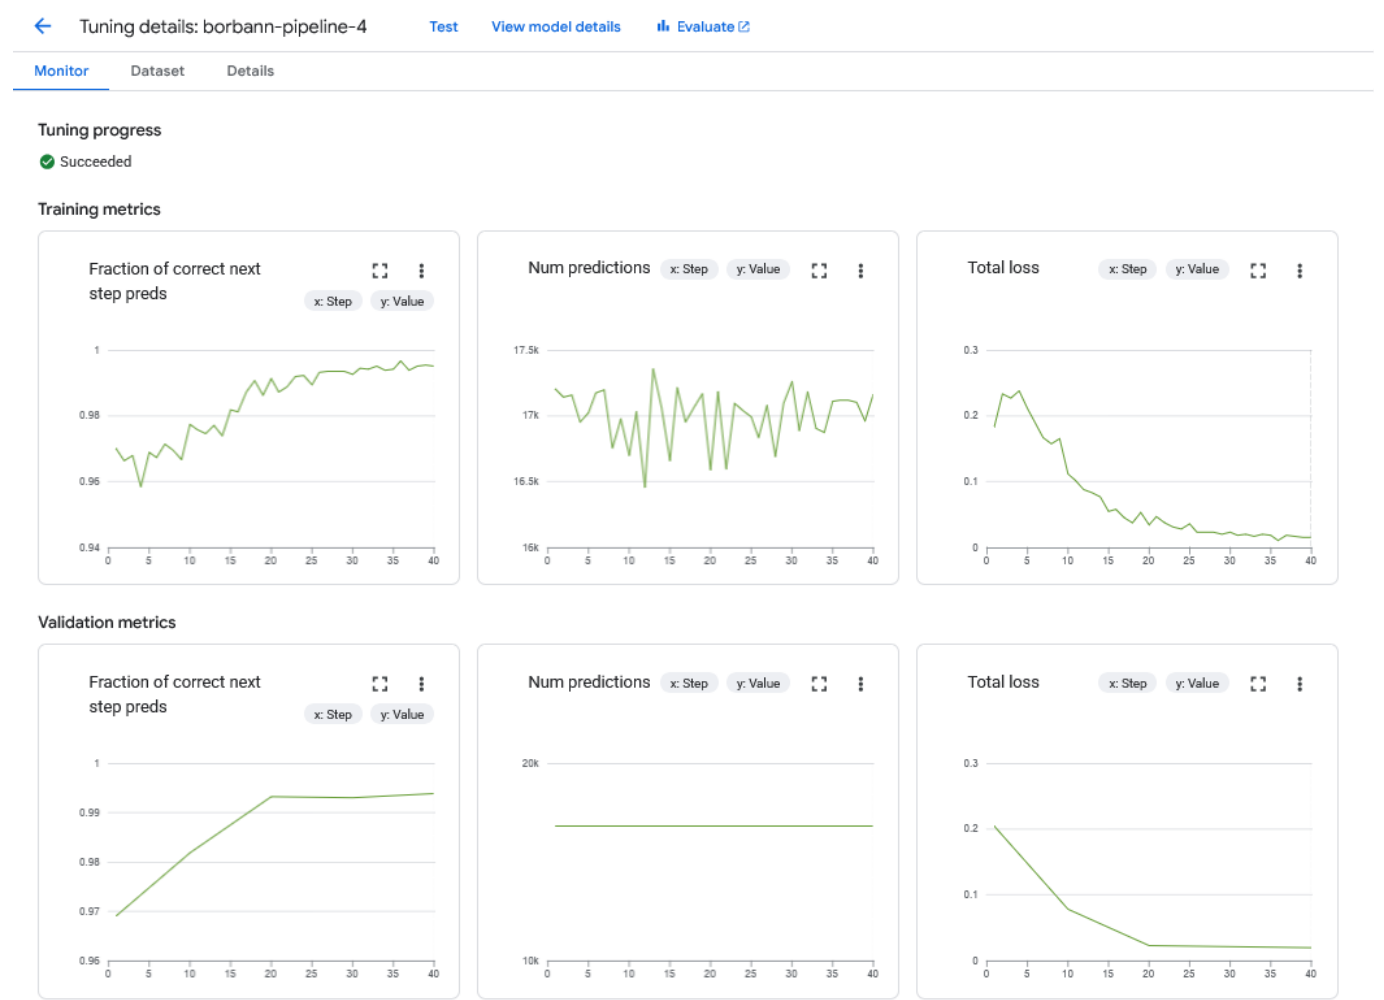 Tuning details: borbann-pipeline-4 Test View model details Evaluate
Monitor Dataset Details
Tuning progress
Succeeded
Training metrics
Fraction of correct next
step preds
x: Step y: Value
1
0.98
0.96
0.94
0 5 10 15 20 25 30 35 40
Num predictions x: Step y: Value
17.5k
17k
16.5k
16k
0 5 10 15 20 25 30 35 40
Total loss x: Step y: Value
0.3
0.2
0.1
0
0 5 10 15 20 25 30 35 40
Validation metrics
Fraction of correct next
step preds
x: Step y: Value
1
0.99
0.98
0.97
0.96
0 5 10 15 20 25 30 35 40
Num predictions x: Step y: Value
20k
10k
0 5 10 15 20 25 30 35 40
Total loss x: Step y: Value
0.3
0.2
0.1
0
0 5 10 15 20 25 30 35 40